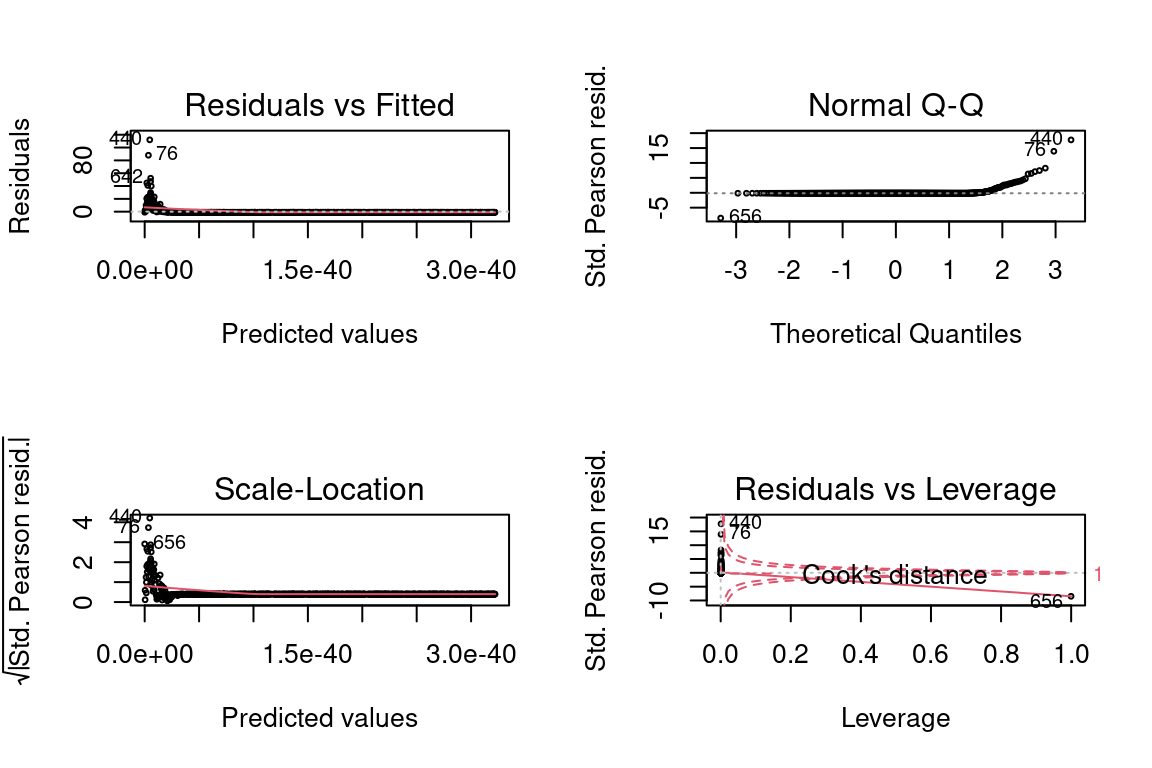 Residuals vs Fitted
Residuals
80
0
440
76
642
0.0e+00 1.5e-40 3.0e-40
Predicted values
Normal Q-Q
Std. Pearson resid.
15
-5
440
76
656
-3 -2 -1 0 1 2 3
Theoretical Quantiles
Scale-Location
√|Std. Pearson resid.|
4
2
0
440
76
656
0.0e+00 1.5e-40 3.0e-40
Predicted values
Residuals vs Leverage
Std. Pearson resid.
15
-10
440
76
Cook's distance
1
656
0.0 0.2 0.4 0.6 0.8 1.0
Leverage